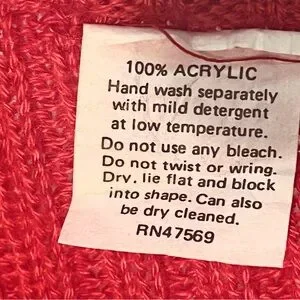 100% ACRYLIC
Hand wash separately
with mild detergent
at low temperature.
Do not use any bleach.
Do not twist or wring.
Dry, lie flat and block
into shape. Can also
be dry cleaned.
RN47569